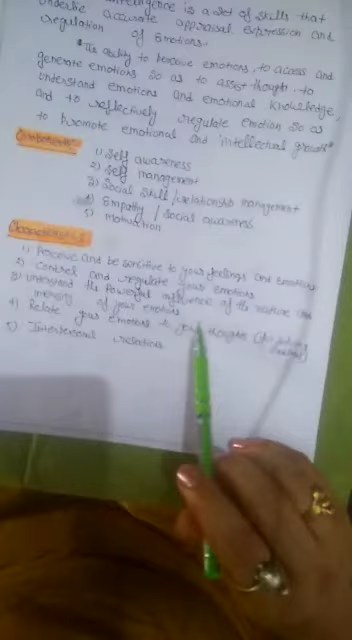 intelligence is a set of skills that
underlie accurate appraisal expression and
regulation of Emotions.
"The ability to perceive emotions, to access and
generate emotions so as to assist thought, to
understand emotions and emotional knowledge,
and to reflectively regulate emotion so as
to promote emotional and intellectual growth"
Components
1) Self awareness
2) Self management
3) Social Skill / relationship management
4) Empathy / social awareness
5) Motivation
1) Perceive and be sensitive to your feelings and emotions
2) Control and regulate your emotions
3) Understand the powerful influence of the nature and
intensity of your emotions
4) Relate your emotions to your thoughts
5) Interpersonal relation